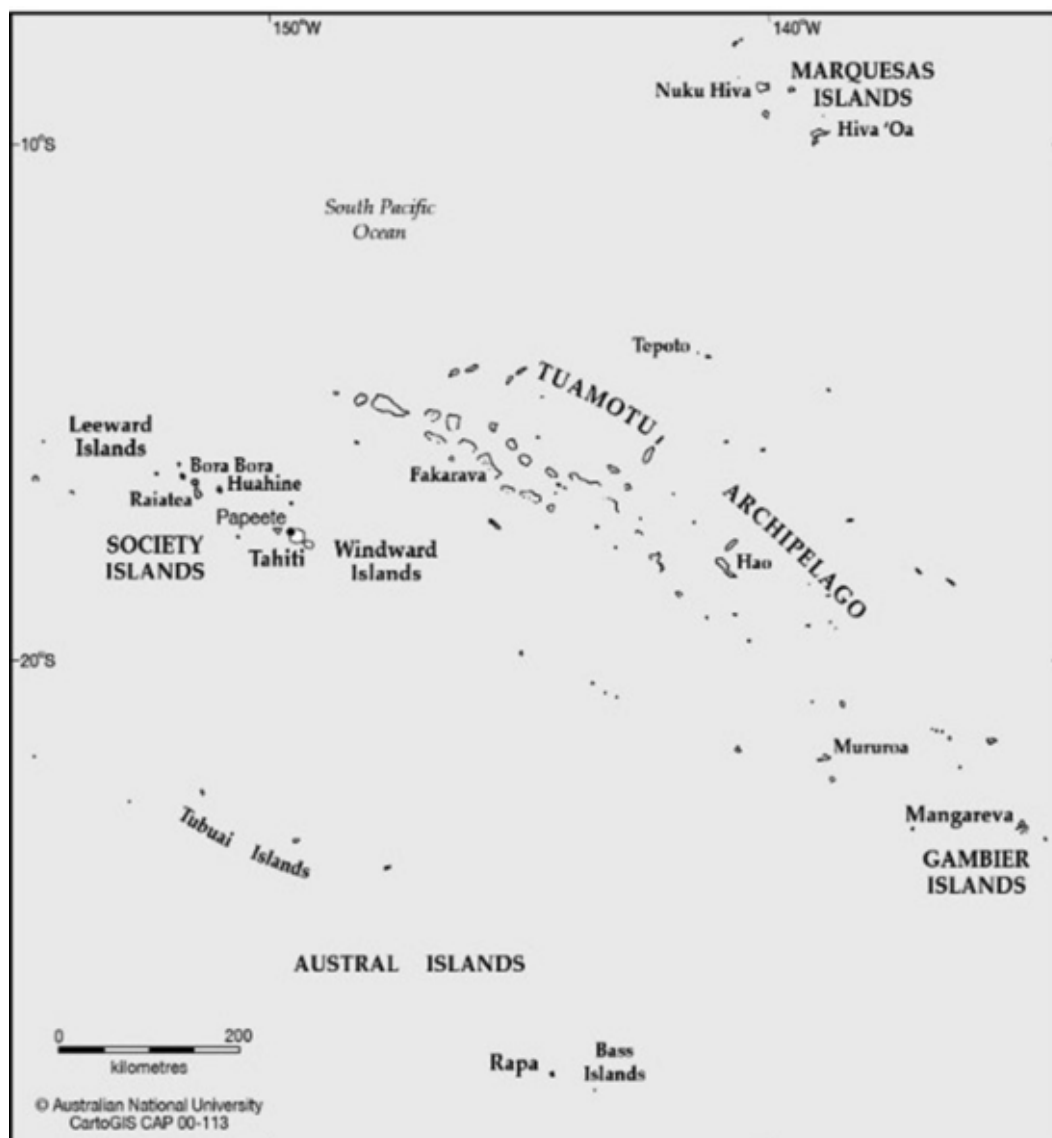 150°W
140°W
MARQUESAS
ISLANDS
Nuku Hiva
Hiva ‘Oa
10°S
South Pacific
Ocean
Tepoto
TUAMOTU
ARCHIPELAGO
Leeward
Islands
Bora Bora
Huahine
Raiatea
Fakarava
Papeete
SOCIETY
ISLANDS
Tahiti
Windward
Islands
Hao
20°S
Mururoa
Mangareva
GAMBIER
ISLANDS
Tubuai Islands
AUSTRAL ISLANDS
0
200
kilometres
Rapa
Bass
Islands
© Australian National University
CartoGIS CAP 00-113